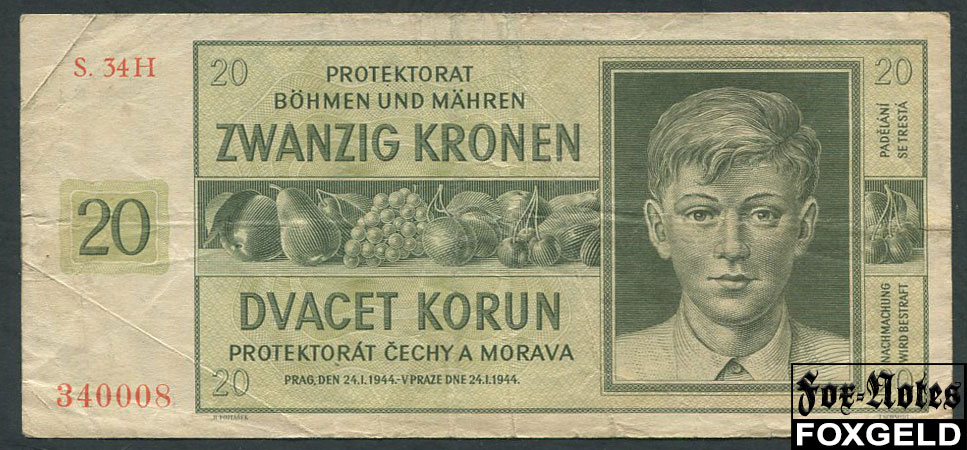 S. 34H
20
PROTEKTORAT
BÖHMEN UND MÄHREN
ZWANZIG KRONEN
20
20
PADĚLÁNÍ
SE TRESTÁ
DVACET KORUN
PROTEKTORÁT ČECHY A MORAVA
NACHMACHUNG
WIRD BESTRAFT
20
PRAG, DEN 24.I.1944.-V PRAZE DNE 24.I.1944.
340008
Fox-Notes
FOXGELD